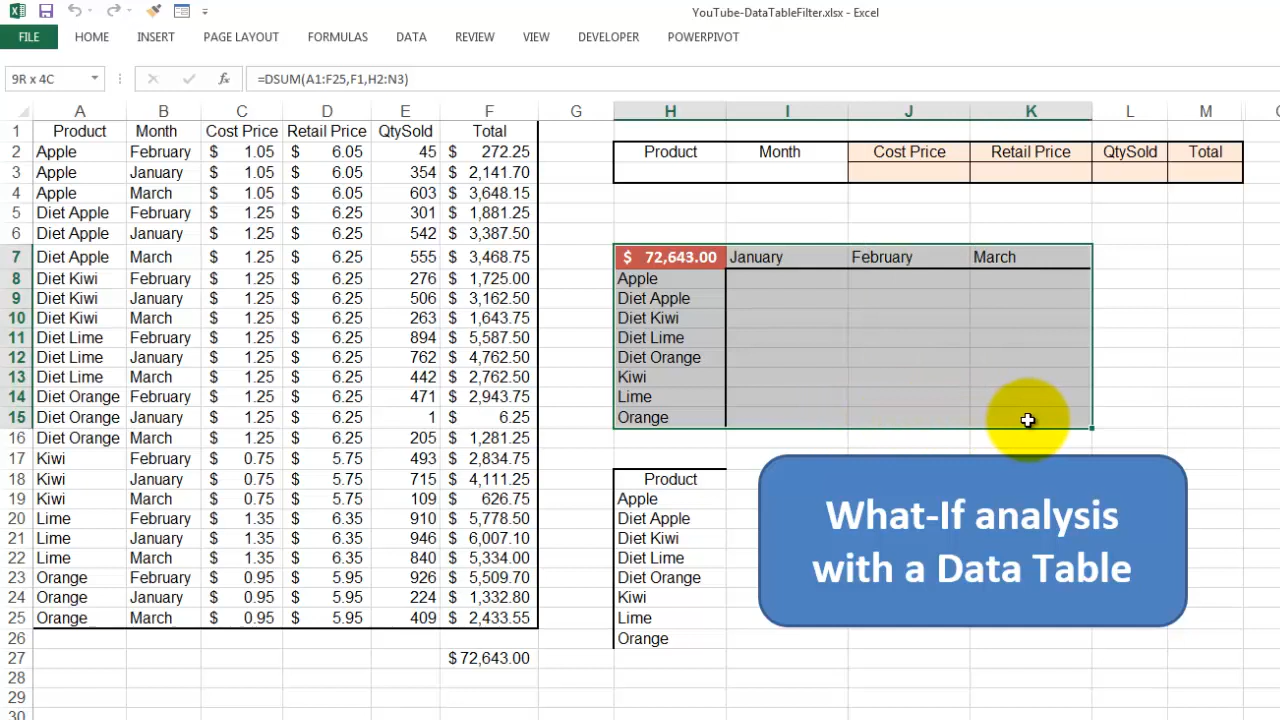 YouTube-DataTableFilter.xlsx - Excel
FILE HOME INSERT PAGE LAYOUT FORMULAS DATA REVIEW VIEW DEVELOPER POWERPIVOT
9R x 4C fx =DSUM(A1:F25,F1,H2:N3)
A B C D E F G H I J K L M
1 Product Month Cost Price Retail Price QtySold Total
2 Apple February $ 1.05 $ 6.05 45 $ 272.25 Product Month Cost Price Retail Price QtySold Total
3 Apple January $ 1.05 $ 6.05 354 $ 2,141.70
4 Apple March $ 1.05 $ 6.05 603 $ 3,648.15
5 Diet Apple February $ 1.25 $ 6.25 301 $ 1,881.25
6 Diet Apple January $ 1.25 $ 6.25 542 $ 3,387.50
7 Diet Apple March $ 1.25 $ 6.25 555 $ 3,468.75 $ 72,643.00 January February March
8 Diet Kiwi February $ 1.25 $ 6.25 276 $ 1,725.00 Apple
9 Diet Kiwi January $ 1.25 $ 6.25 506 $ 3,162.50 Diet Apple
10 Diet Kiwi March $ 1.25 $ 6.25 263 $ 1,643.75 Diet Kiwi
11 Diet Lime February $ 1.25 $ 6.25 894 $ 5,587.50 Diet Lime
12 Diet Lime January $ 1.25 $ 6.25 762 $ 4,762.50 Diet Orange
13 Diet Lime March $ 1.25 $ 6.25 442 $ 2,762.50 Kiwi
14 Diet Orange February $ 1.25 $ 6.25 471 $ 2,943.75 Lime
15 Diet Orange January $ 1.25 $ 6.25 1 $ 6.25 Orange
16 Diet Orange March $ 1.25 $ 6.25 205 $ 1,281.25
17 Kiwi February $ 0.75 $ 5.75 493 $ 2,834.75
18 Kiwi January $ 0.75 $ 5.75 715 $ 4,111.25 Product
19 Kiwi March $ 0.75 $ 5.75 109 $ 626.75 Apple
20 Lime February $ 1.35 $ 6.35 910 $ 5,778.50 Diet Apple
21 Lime January $ 1.35 $ 6.35 946 $ 6,007.10 Diet Kiwi
22 Lime March $ 1.35 $ 6.35 840 $ 5,334.00 Diet Lime
23 Orange February $ 0.95 $ 5.95 926 $ 5,509.70 Diet Orange
24 Orange January $ 0.95 $ 5.95 224 $ 1,332.80 Kiwi
25 Orange March $ 0.95 $ 5.95 409 $ 2,433.55 Lime
26 Orange
27 $ 72,643.00
28
29
30
What-If analysis
with a Data Table